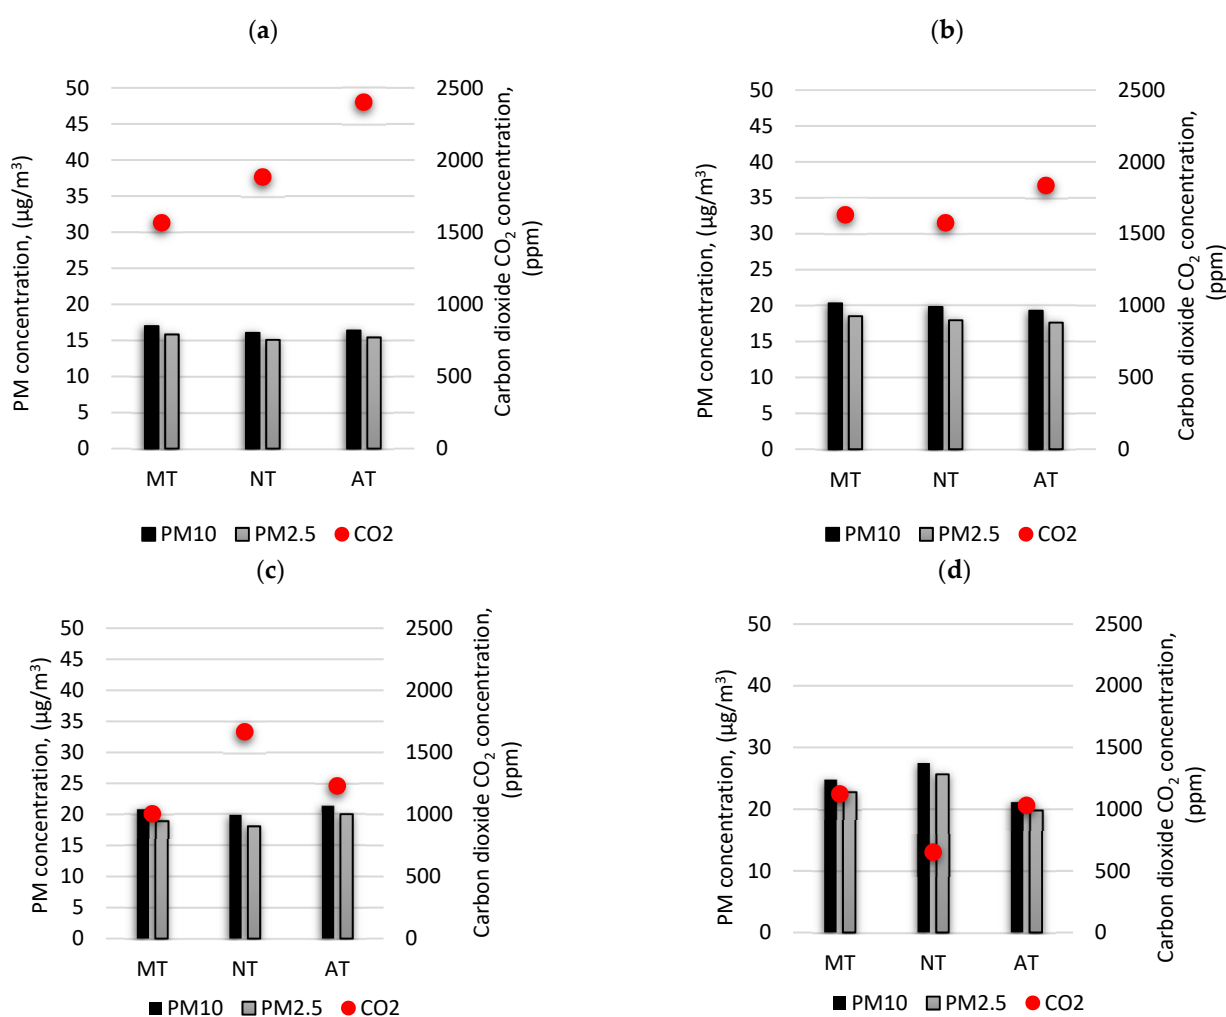 (a)
PM concentration, (µg/m³)
50
45
40
35
30
25
20
15
10
5
0
2500
2000
1500
1000
500
0
Carbon dioxide CO₂ concentration,
(ppm)
MT NT AT
PM10 PM2.5 CO2
(b)
PM concentration, (µg/m³)
50
45
40
35
30
25
20
15
10
5
0
2500
2000
1500
1000
500
0
Carbon dioxide CO₂ concentration,
(ppm)
MT NT AT
PM10 PM2.5 CO2
(c)
PM concentration, (µg/m³)
50
45
40
35
30
25
20
15
10
5
0
2500
2000
1500
1000
500
0
Carbon dioxide CO₂ concentration,
(ppm)
MT NT AT
PM10 PM2.5 CO2
(d)
PM concentration, (µg/m³)
50
40
30
20
10
0
2500
2000
1500
1000
500
0
Carbon dioxide CO₂ concentration,
(ppm)
MT NT AT
PM10 PM2.5 CO2